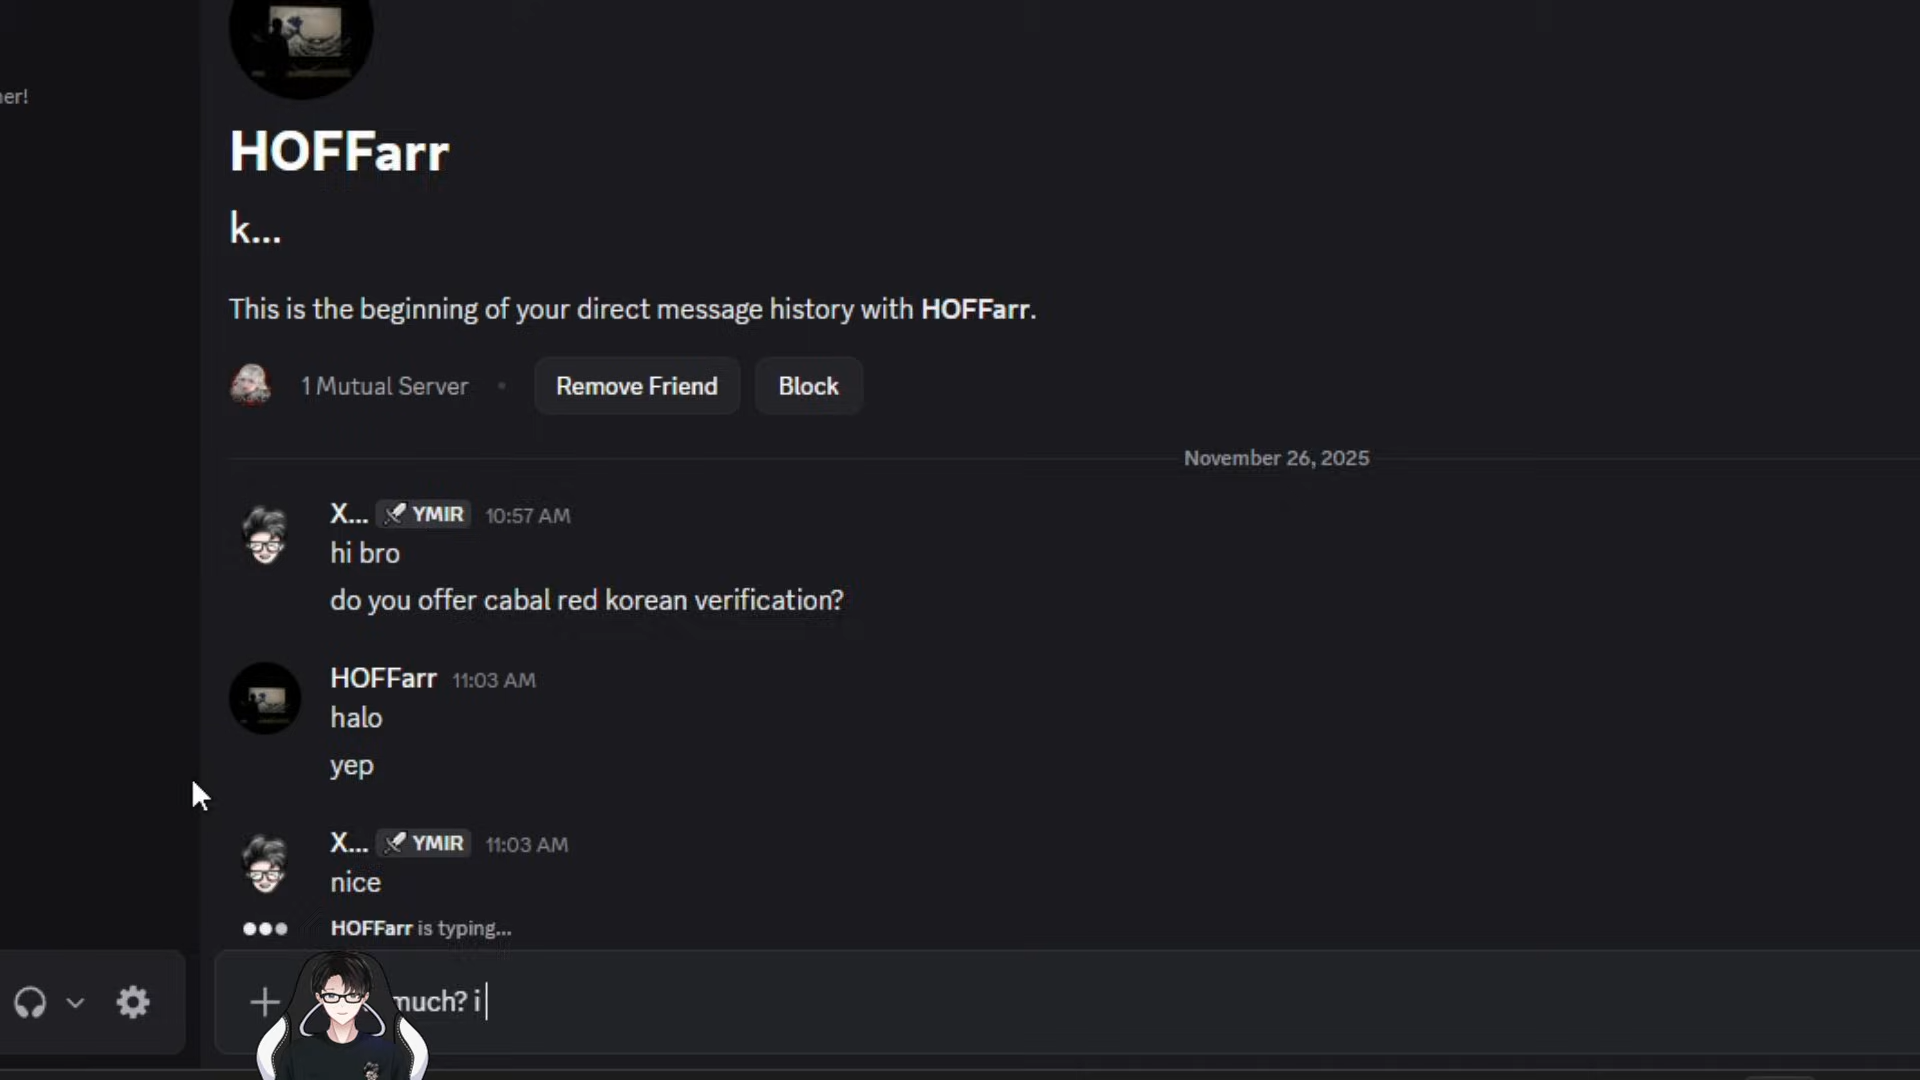 her!
HOFFarr
k...
This is the beginning of your direct message history with HOFFarr.
1 Mutual Server • Remove Friend Block
November 26, 2025
X... YMIR 10:57 AM
hi bro
do you offer cabal red korean verification?
HOFFarr 11:03 AM
halo
yep
X... YMIR 11:03 AM
nice
HOFFarr is typing...
much? i